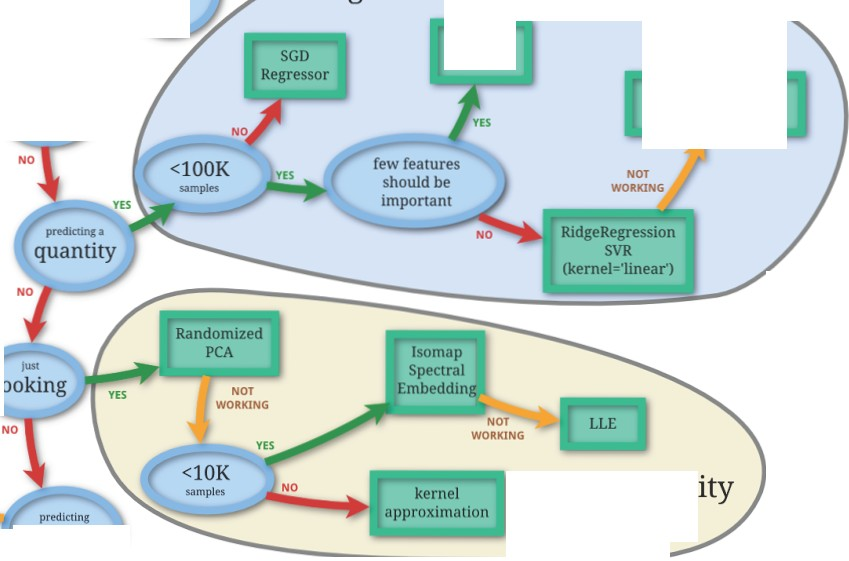 SGD
Regressor
NO
YES
<100K
samples
YES
few features
should be
important
NOT
WORKING
NO
YES
predicting a
quantity
NO
RidgeRegression
SVR
(kernel='linear')
NO
just
ooking
YES
Randomized
PCA
NOT
WORKING
Isomap
Spectral
Embedding
NOT
WORKING
LLE
YES
<10K
samples
NO
kernel
approximation
ity
NO
predicting